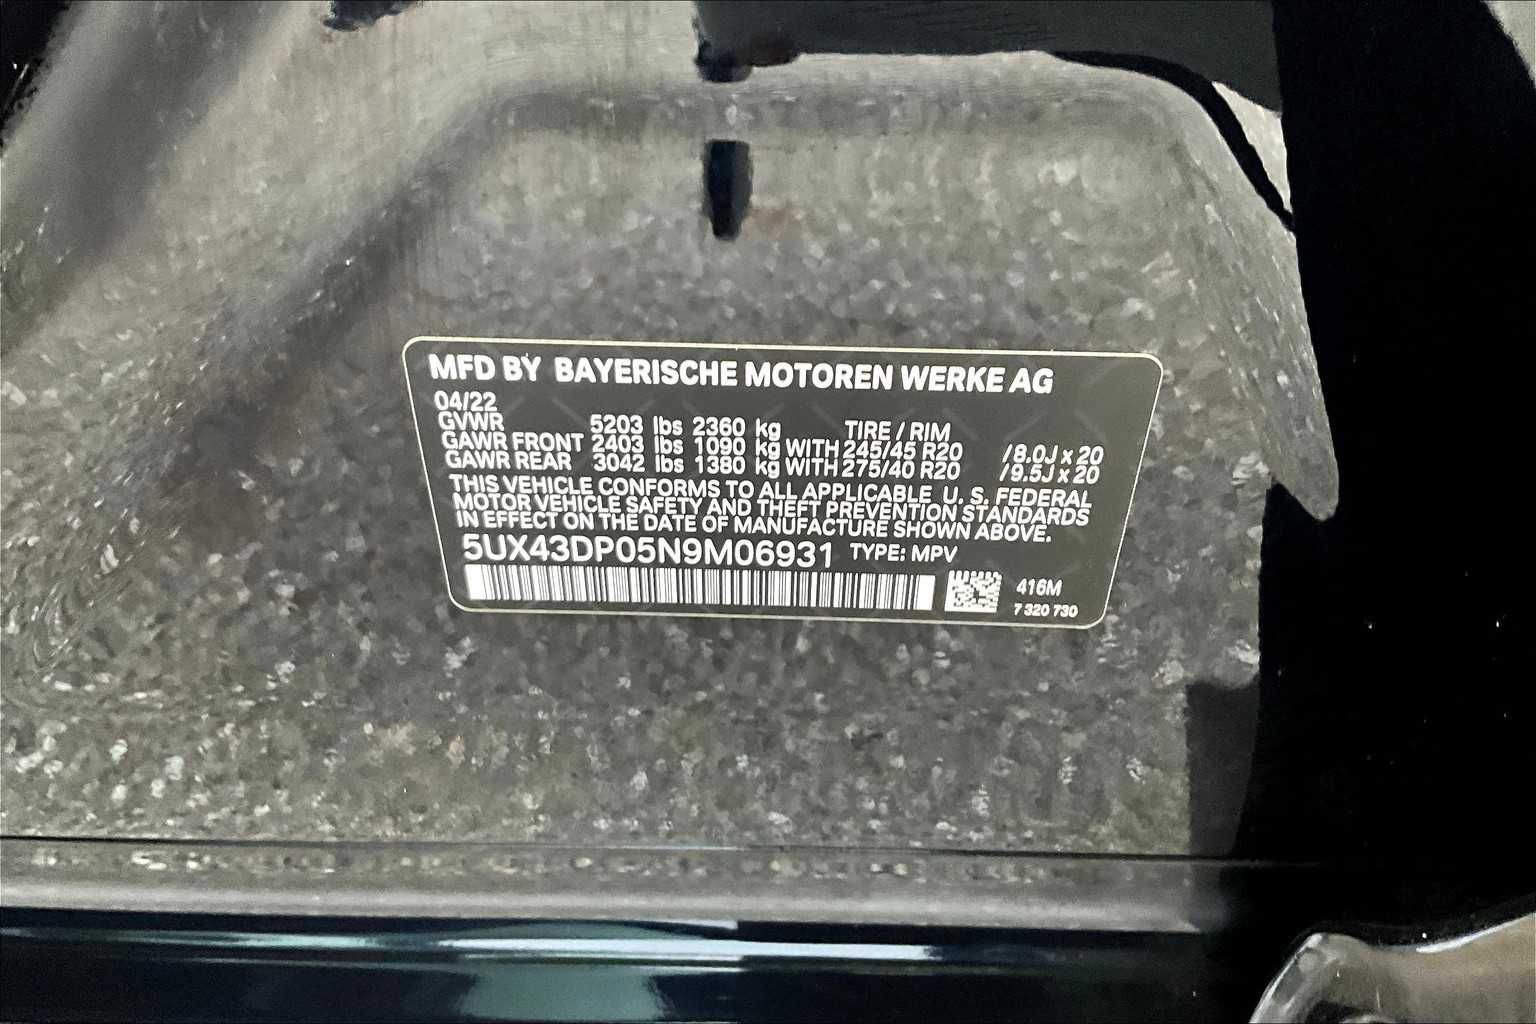 MFD BY BAYERISCHE MOTOREN WERKE AG
04/22
GVWR 5203 lbs 2360 kg TIRE / RIM
GAWR FRONT 2403 lbs 1090 kg WITH 245/45 R20 / 8.0J x 20
GAWR REAR 3042 lbs 1380 kg WITH 275/40 R20 / 9.5J x 20
THIS VEHICLE CONFORMS TO ALL APPLICABLE U. S. FEDERAL
MOTOR VEHICLE SAFETY AND THEFT PREVENTION STANDARDS
IN EFFECT ON THE DATE OF MANUFACTURE SHOWN ABOVE.
5UX43DP05N9M06931 TYPE: MPV
416M
7 320 730